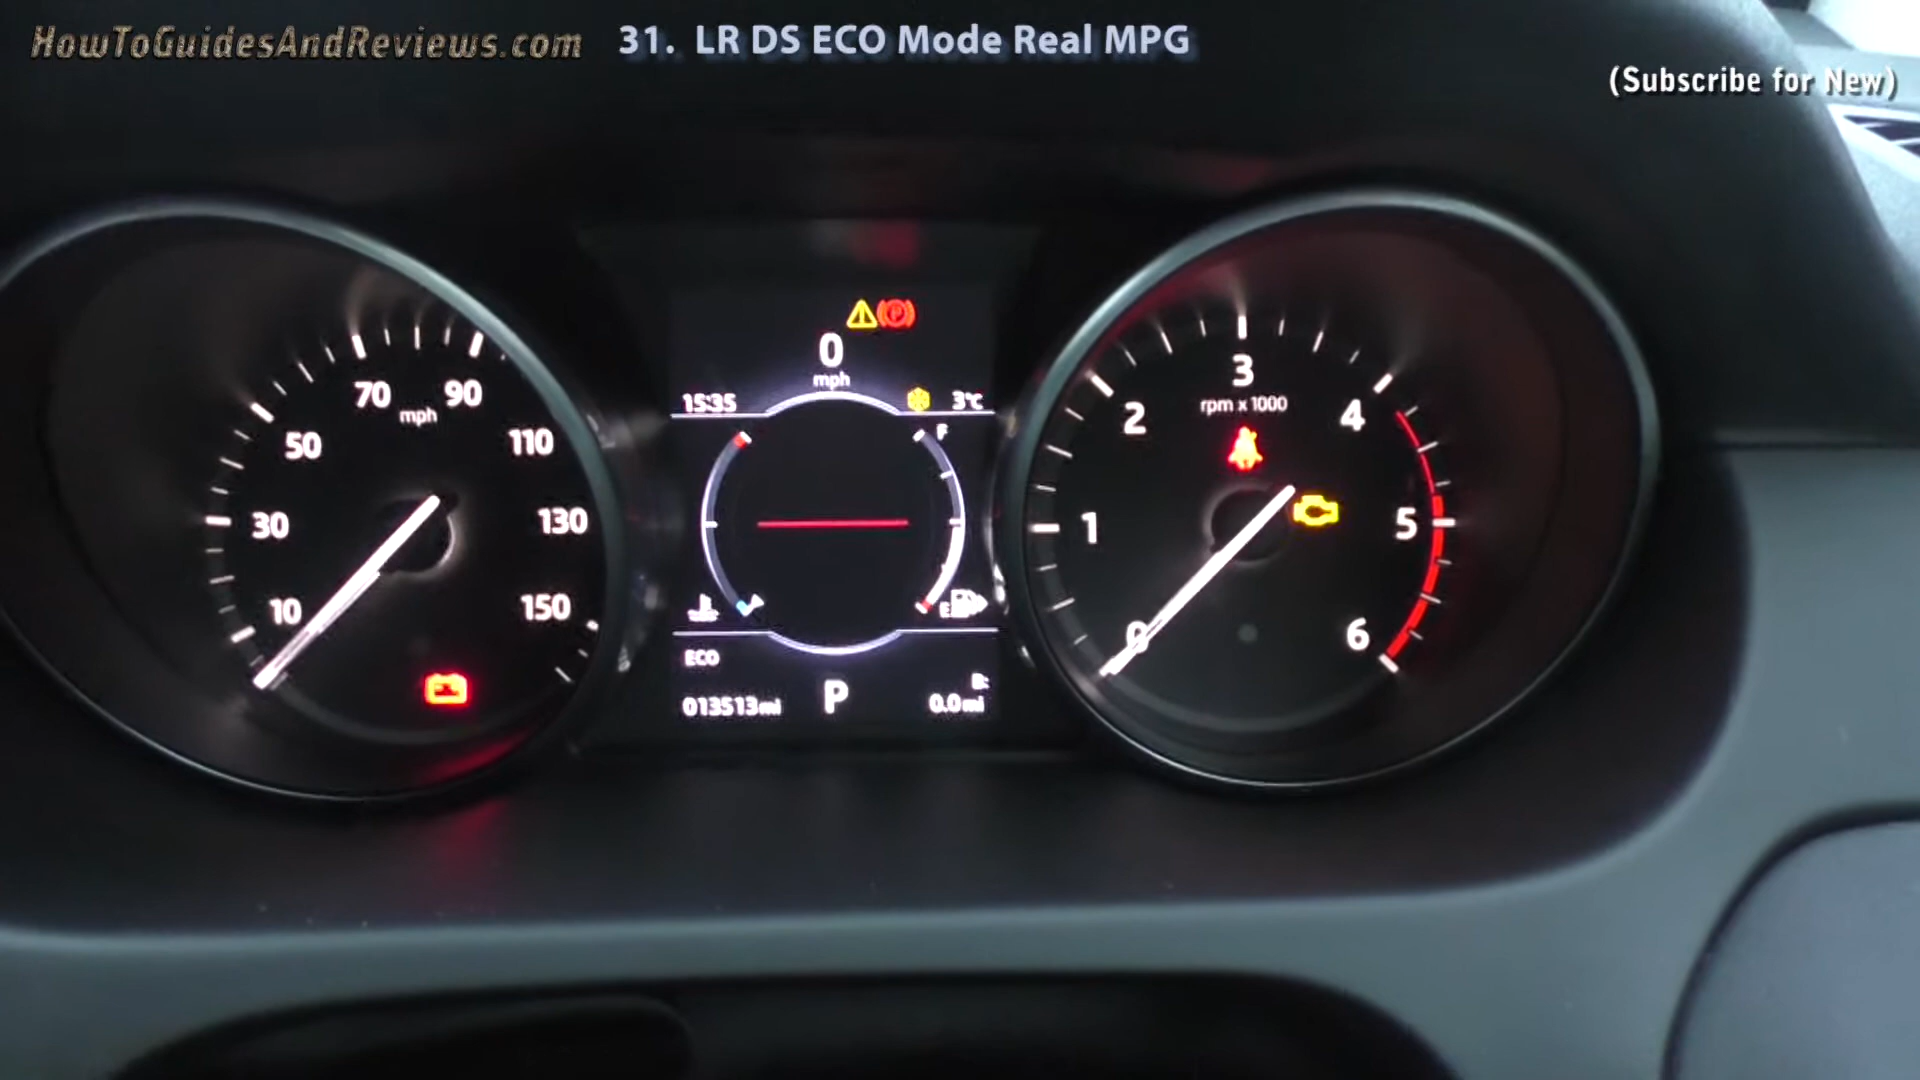 HowToGuidesAndReviews.com
31. LR DS ECO Mode Real MPG
(Subscribe for New)
10
30
50
70
90
110
130
150
mph
0
mph
15:35
3°C
F
E
ECO
013513mi
P
0.0mi
0
1
2
3
4
5
6
rpm x 1000